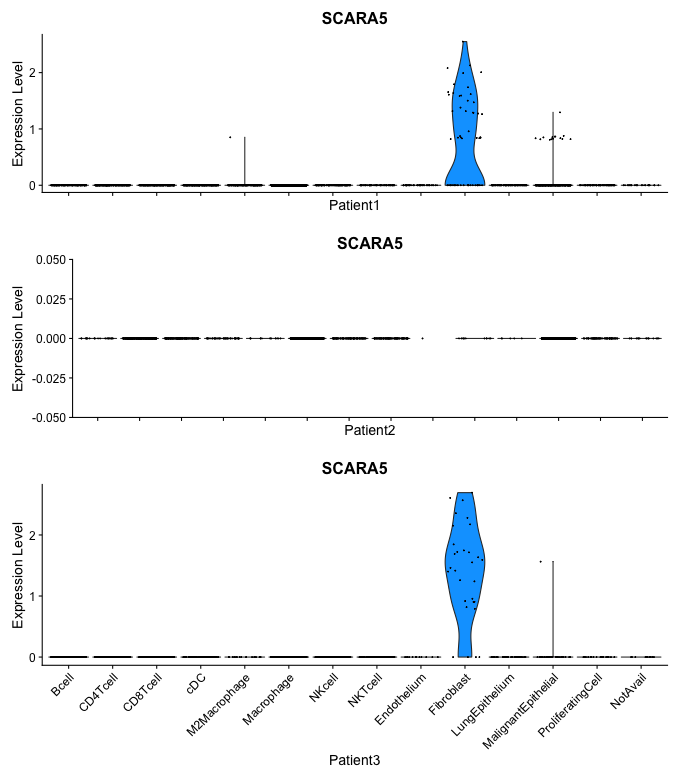 SCARA5
Expression Level
2
1
0
Patient1
SCARA5
Expression Level
0.050
0.025
0.000
-0.025
-0.050
Patient2
SCARA5
Expression Level
2
1
0
Bcell
CD4Tcell
CD8Tcell
cDC
M2Macrophage
Macrophage
NKcell
NKTcell
Endothelium
Fibroblast
LungEpithelium
MalignantEpithelial
ProliferatingCell
NotAvail
Patient3